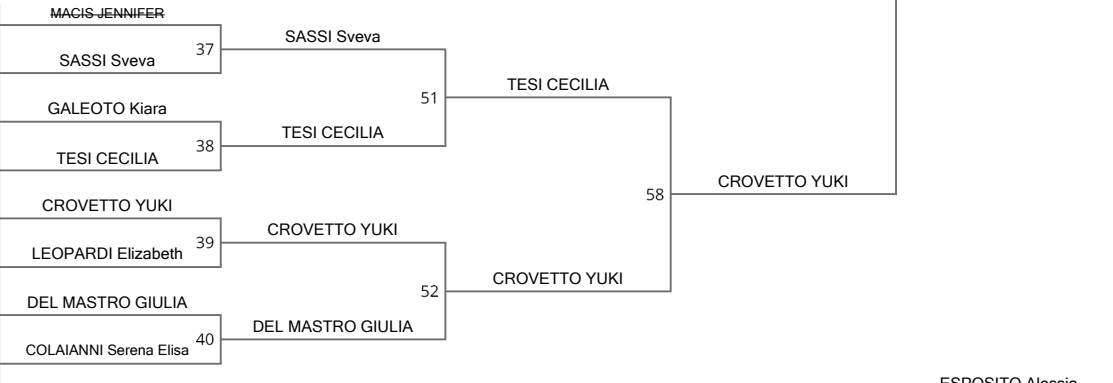 MACIS JENNIFER
37
SASSI Sveva
SASSI Sveva
51
TESI CECILIA
GALEOTO Kiara
38
TESI CECILIA
TESI CECILIA
58
CROVETTO YUKI
CROVETTO YUKI
39
LEOPARDI Elizabeth
CROVETTO YUKI
52
CROVETTO YUKI
DEL MASTRO GIULIA
40
COLAIANNI Serena Elisa
DEL MASTRO GIULIA
ESPOSITO Alessia